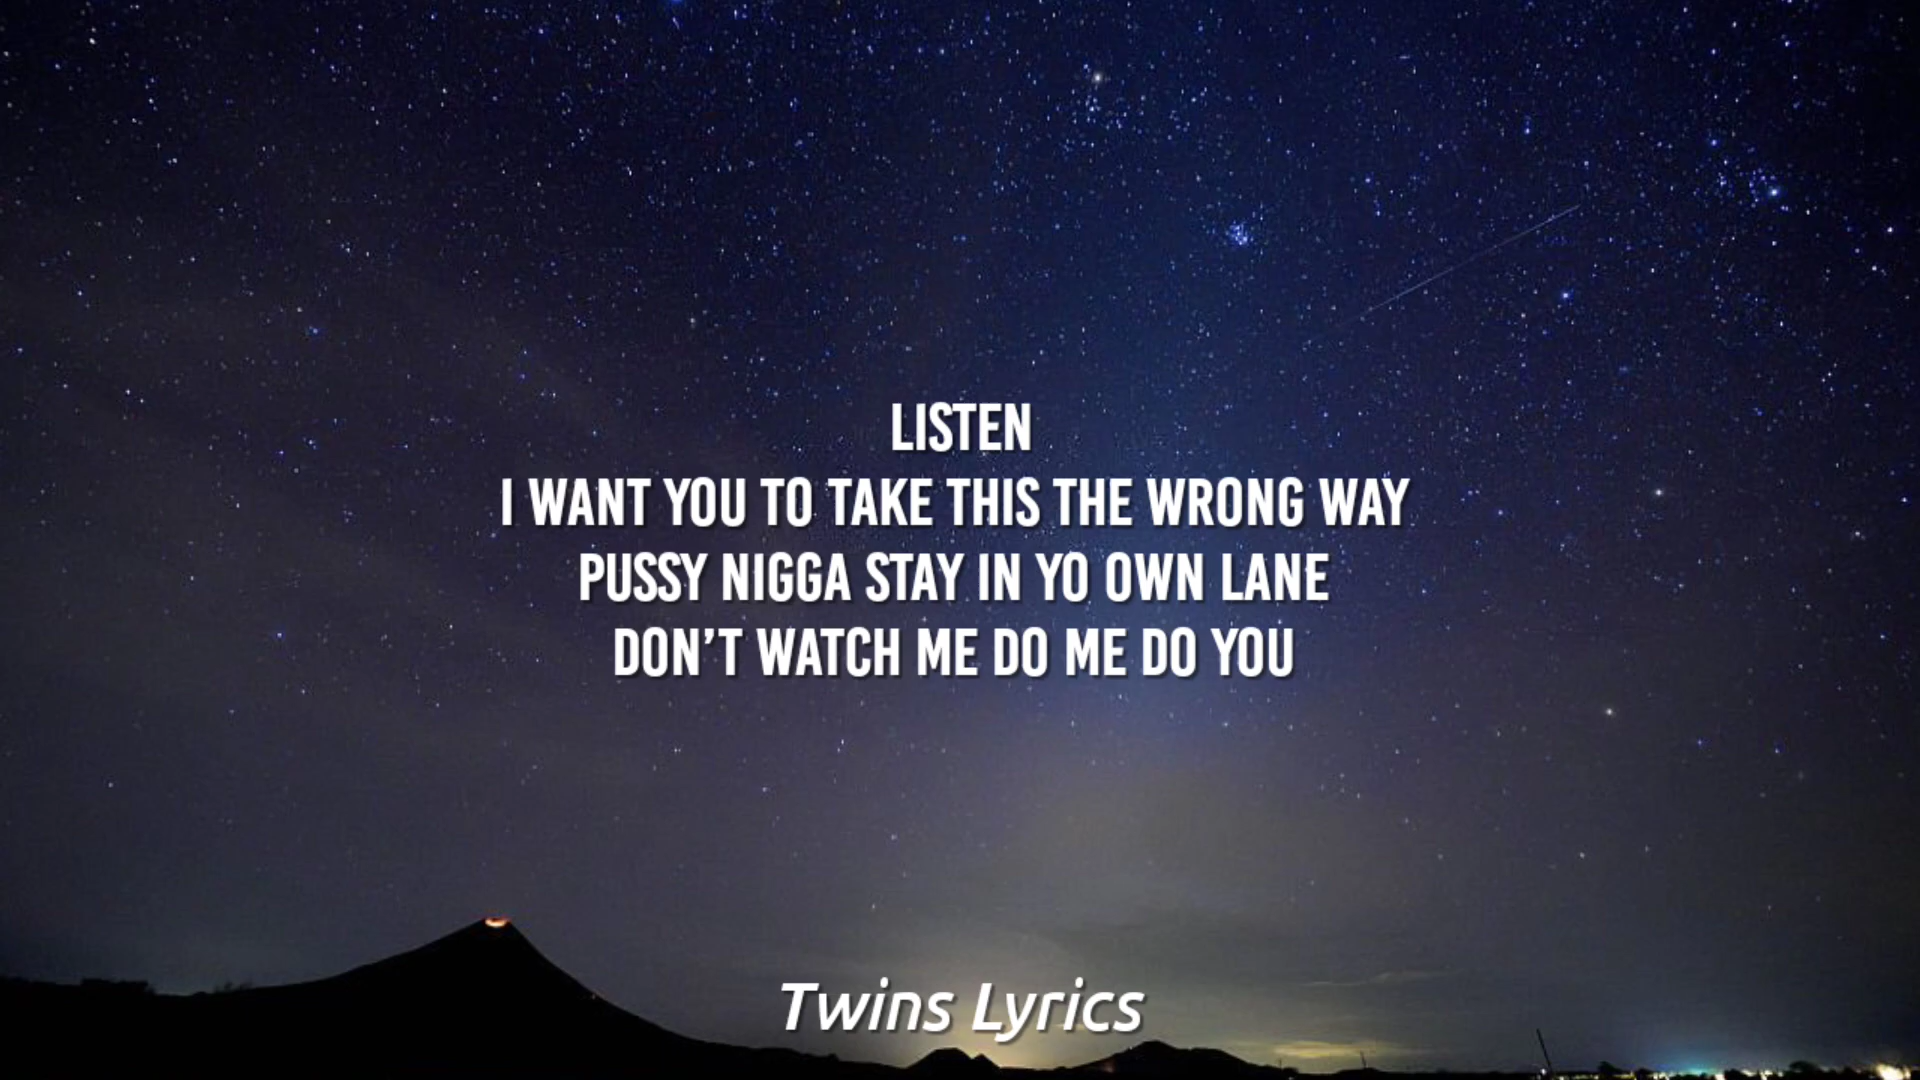 LISTEN
I WANT YOU TO TAKE THIS THE WRONG WAY
PUSSY NIGGA STAY IN YO OWN LANE
DON'T WATCH ME DO ME DO YOU
Twins Lyrics